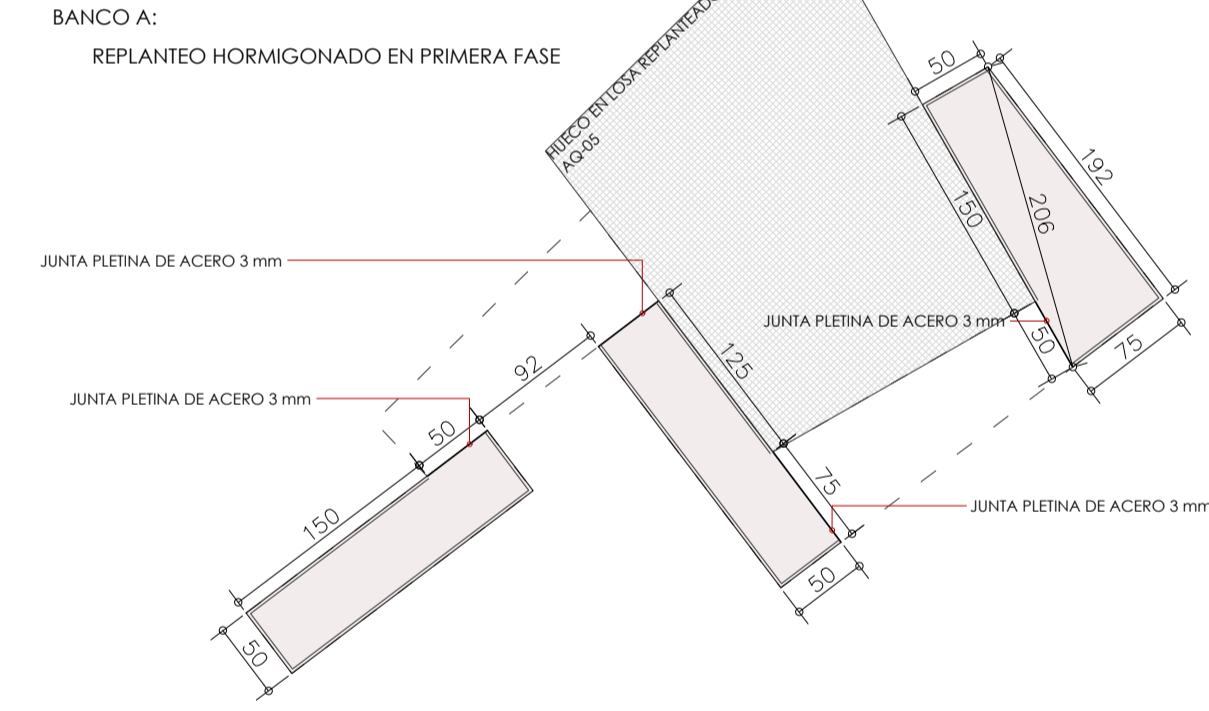 BANCO A:
REPLANTEO HORMIGONADO EN PRIMERA FASE
HUECO EN LOSA REPLANTEADO
AQ-05
50
192
150
206
JUNTA PLETINA DE ACERO 3 mm
JUNTA PLETINA DE ACERO 3 mm
50
75
92
125
JUNTA PLETINA DE ACERO 3 mm
50
75
150
JUNTA PLETINA DE ACERO 3 mm
50
50